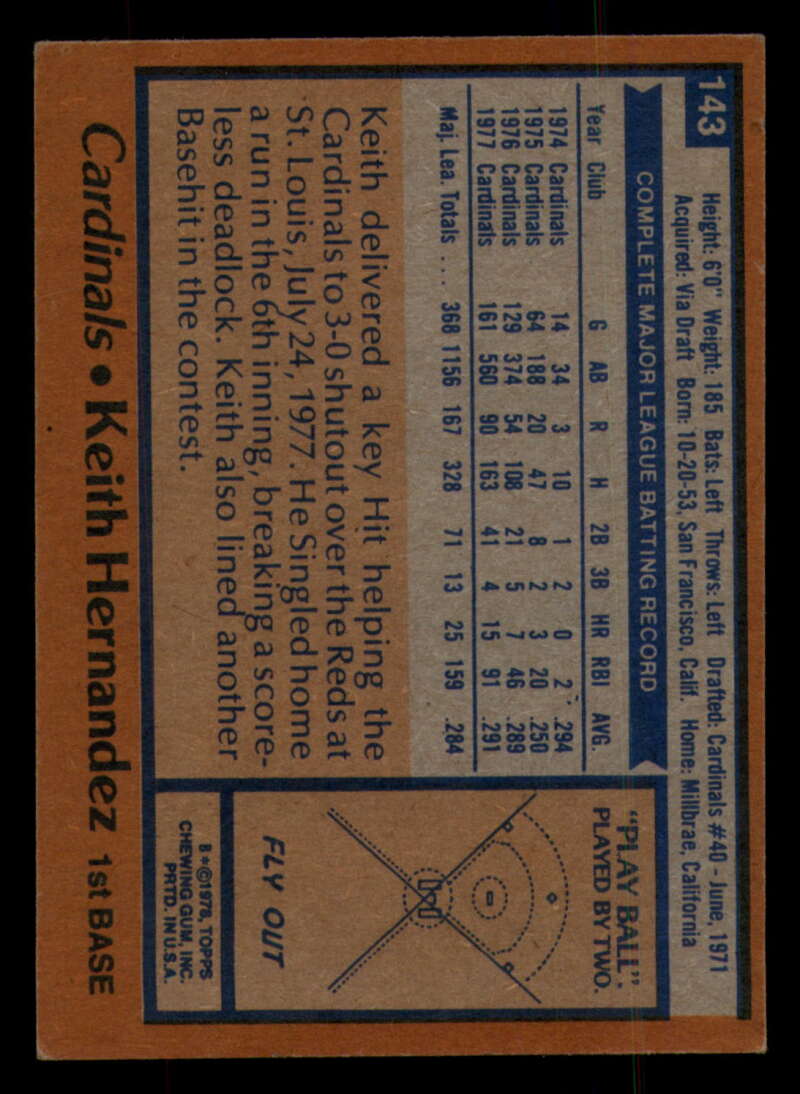 143
Height: 6'0" Weight: 185 Bats: Left Throws: Left Drafted: Cardinals #40 - June, 1971
Acquired: Via Draft Born: 10-20-53, San Francisco, Calif. Home: Millbrae, California
COMPLETE MAJOR LEAGUE BATTING RECORD
Year Club G AB R H 2B 3B HR RBI AVG.
1974 Cardinals 14 34 3 10 1 2 0 2 .294
1975 Cardinals 64 188 20 47 8 2 3 20 .250
1976 Cardinals 129 374 54 108 21 5 7 46 .289
1977 Cardinals 161 560 90 163 41 4 15 91 .291
Maj. Lea. Totals .... 368 1156 167 328 71 13 25 159 .284
Keith delivered a key Hit helping the
Cardinals to 3-0 shutout over the Reds at
St. Louis, July 24, 1977. He Singled home
a run in the 6th inning, breaking a score-
less deadlock. Keith also lined another
Basehit in the contest.
"PLAY BALL".
PLAYED BY TWO.
FLY OUT
B*©1978, TOPPS
CHEWING GUM, INC.
PRTD. IN U.S.A.
Cardinals • Keith Hernandez 1st BASE